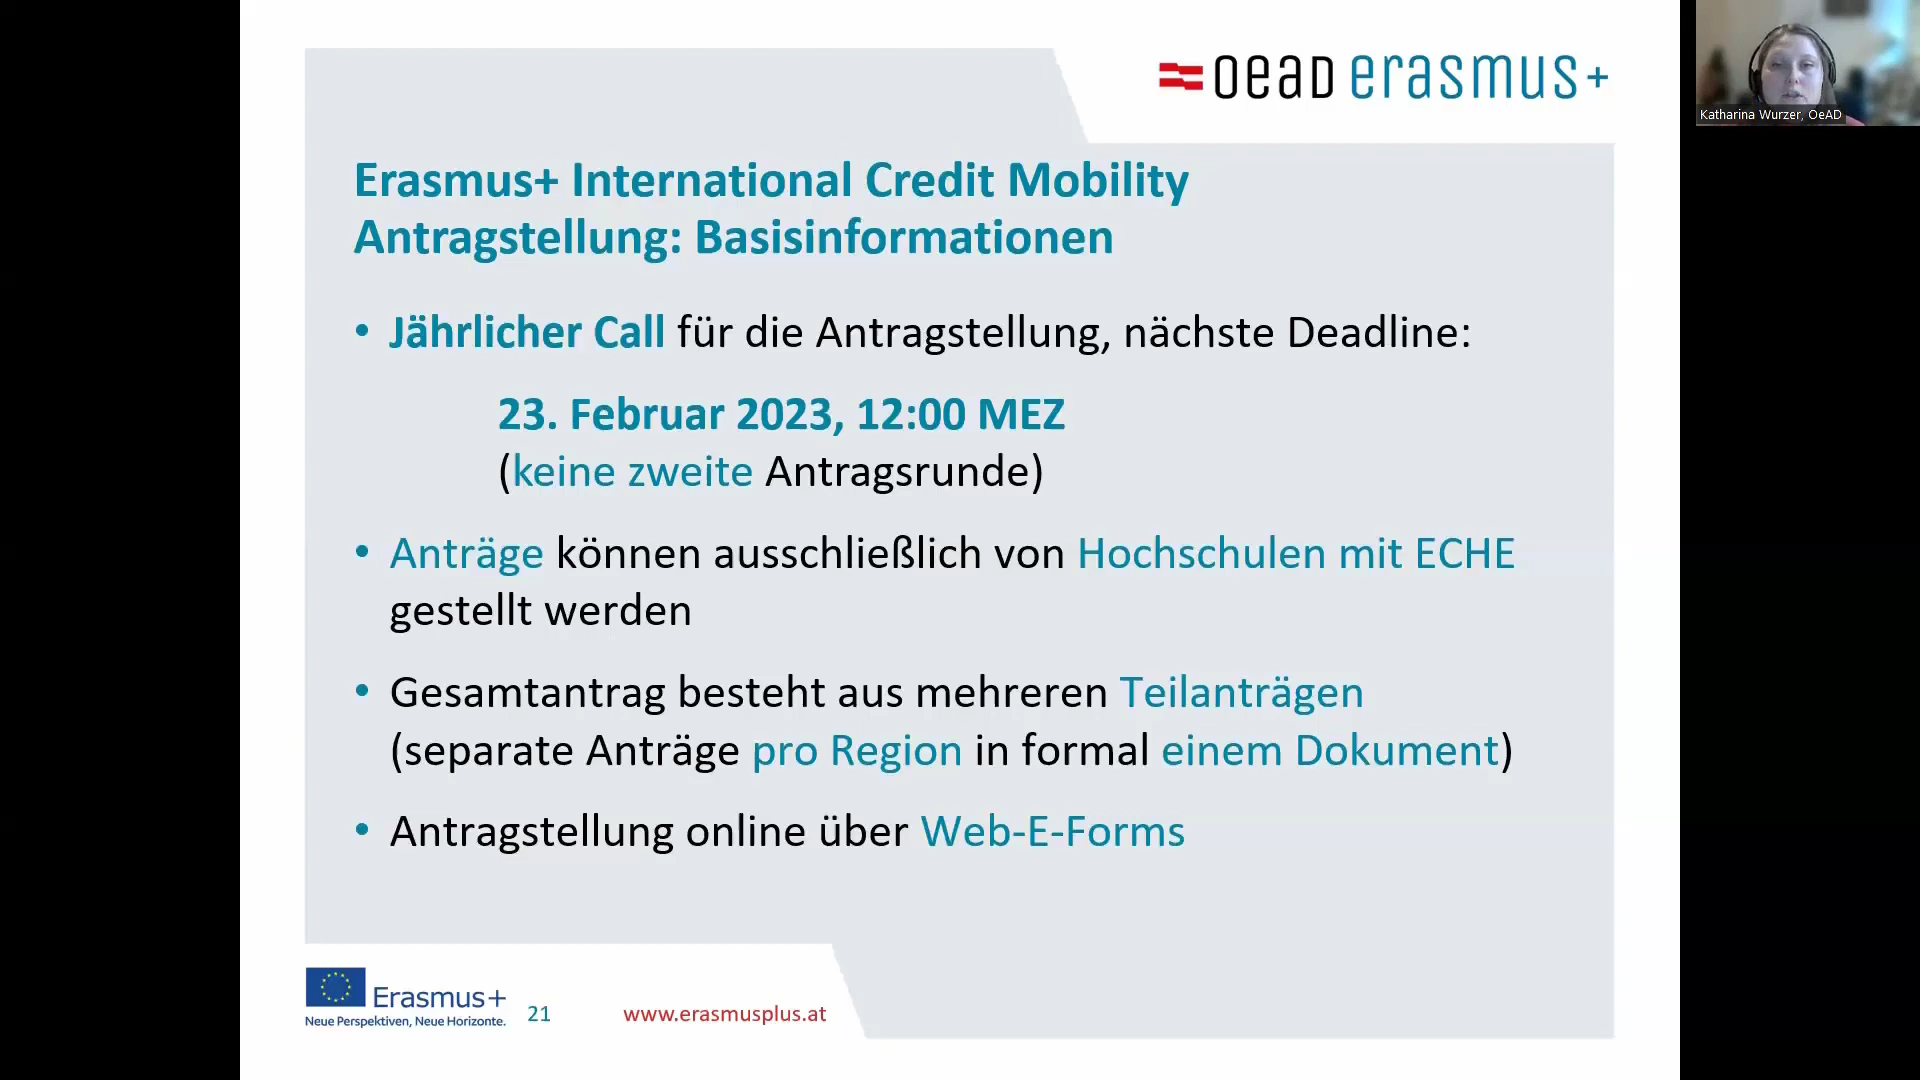 oead erasmus+
Katharina Wurzer, OeAD
Erasmus+ International Credit Mobility
Antragstellung: Basisinformationen
• Jährlicher Call für die Antragstellung, nächste Deadline:
23. Februar 2023, 12:00 MEZ
(keine zweite Antragsrunde)
• Anträge können ausschließlich von Hochschulen mit ECHE
gestellt werden
• Gesamtantrag besteht aus mehreren Teilanträgen
(separate Anträge pro Region in formal einem Dokument)
• Antragstellung online über Web-E-Forms
Erasmus+
Neue Perspektiven, Neue Horizonte.
21
www.erasmusplus.at